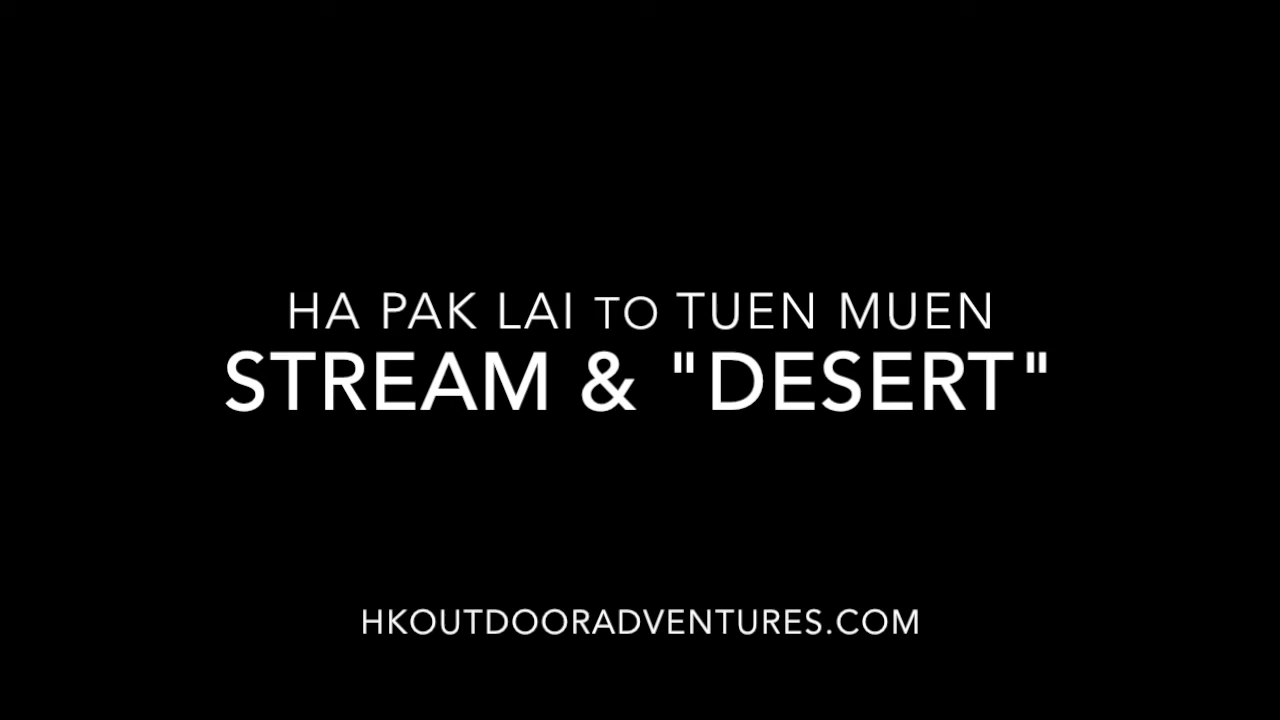 HA PAK LAI TO TUEN MUEN
STREAM & "DESERT"
HKOUTDOORADVENTURES.COM